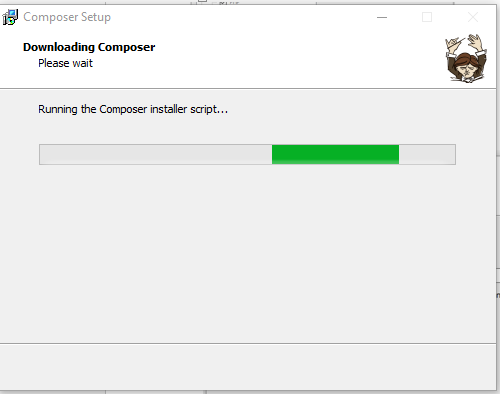 Composer Setup
Downloading Composer
Please wait
Running the Composer installer script...